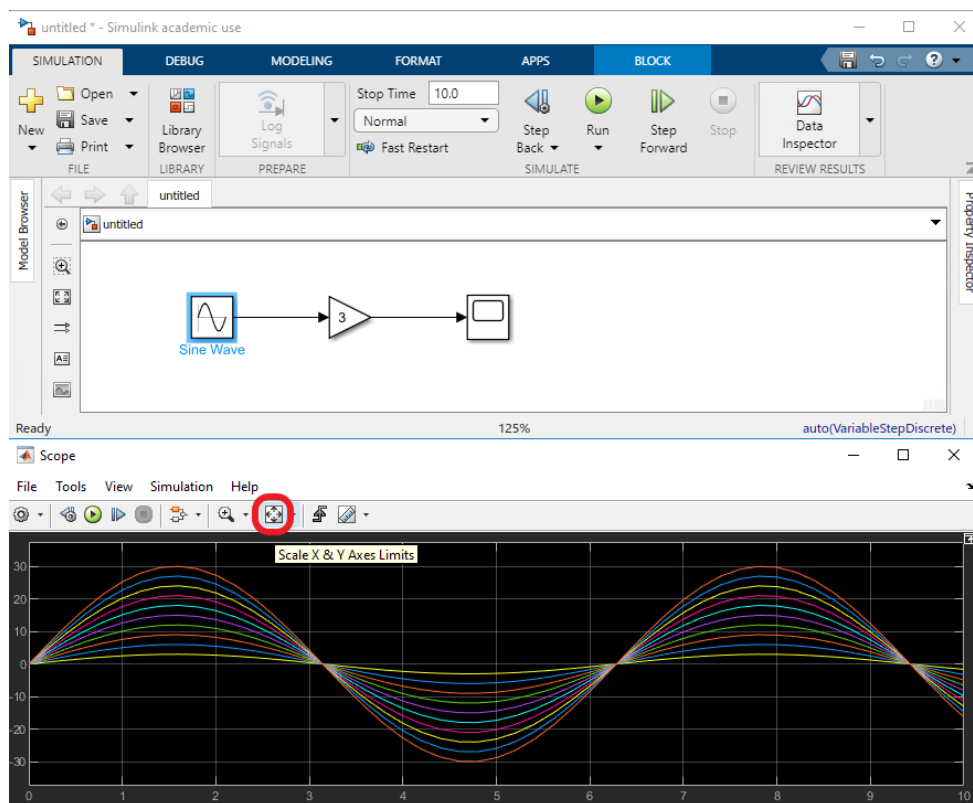 untitled * - Simulink academic use
SIMULATION DEBUG MODELING FORMAT APPS BLOCK
New
Open
Save
Print
FILE
Library
Browser
LIBRARY
Log
Signals
PREPARE
Stop Time 10.0
Normal
Fast Restart
Step
Back
Run
Step
Forward
Stop
SIMULATE
Data
Inspector
REVIEW RESULTS
Model Browser
untitled
untitled
Property Inspector
3
Sine Wave
Ready 125% auto(VariableStepDiscrete)
Scope
File Tools View Simulation Help
Scale X & Y Axes Limits
30
20
10
0
-10
-20
-30
0 1 2 3 4 5 6 7 8 9 10